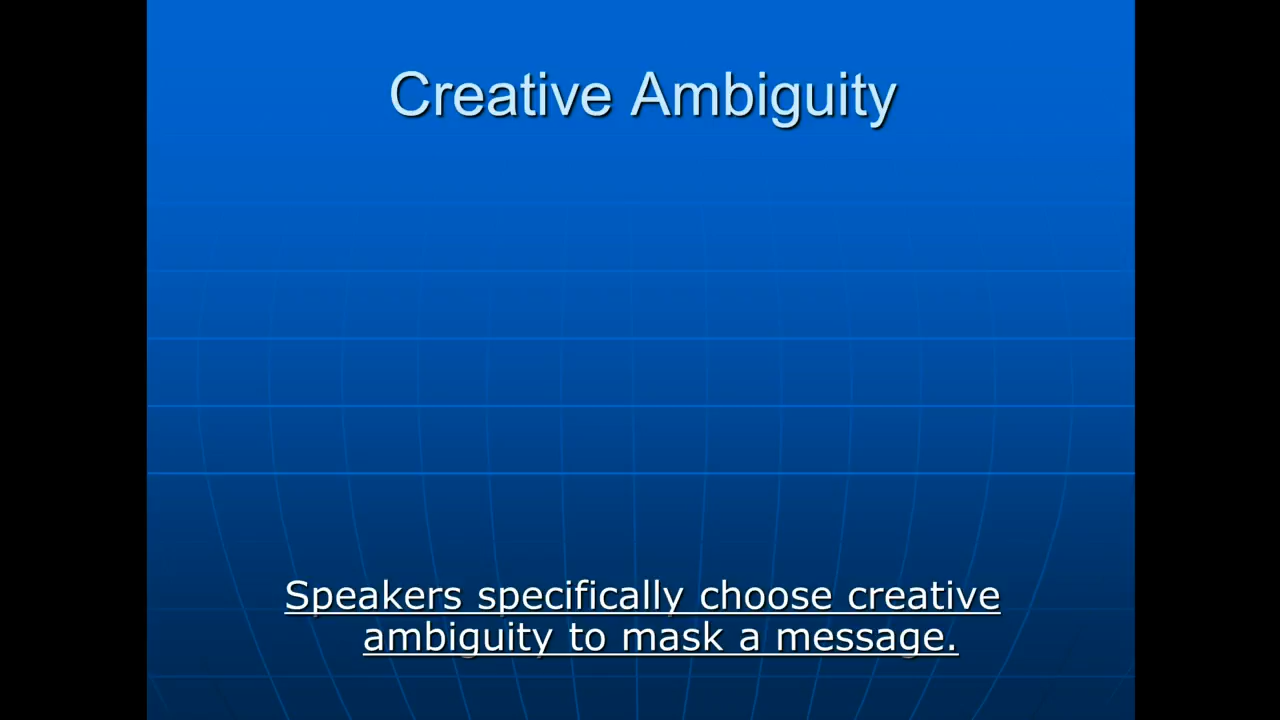 Creative Ambiguity
Speakers specifically choose creative
ambiguity to mask a message.